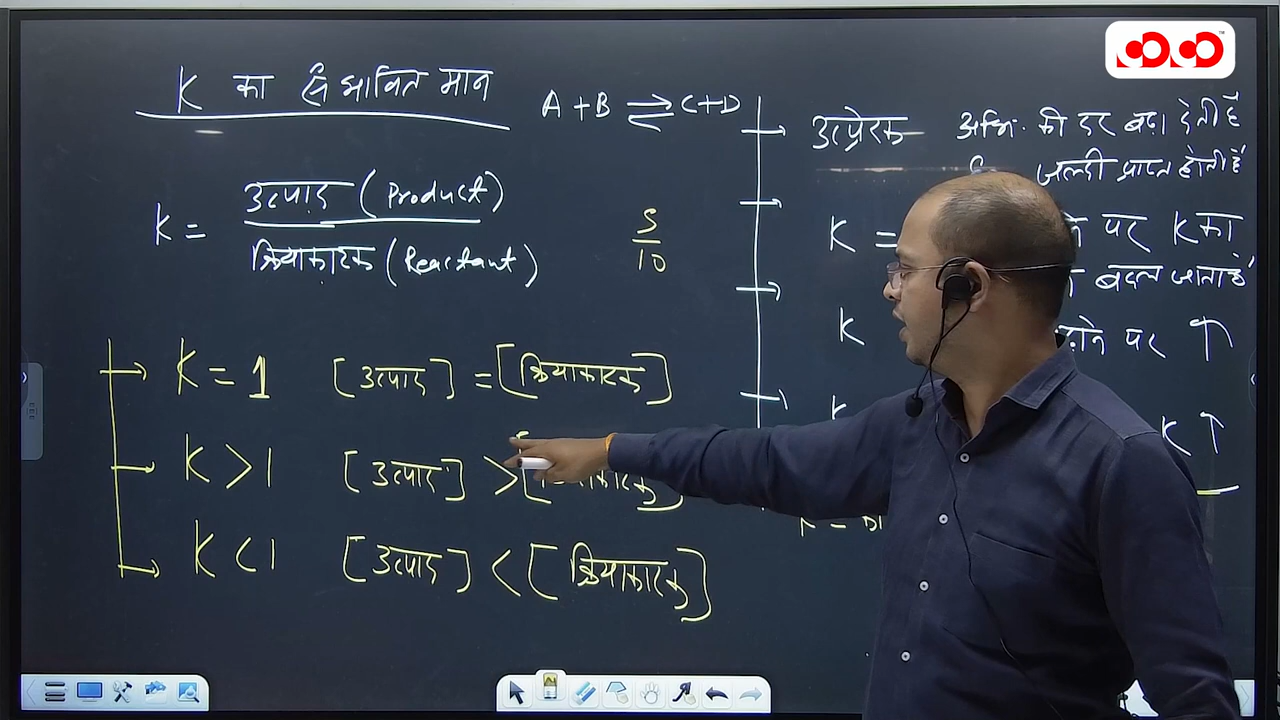 K का संभावित मान
A + B ⇌ C + D
K = उत्पाद (Product) / क्रियाकारक (Reactant)
5/10
K = 1 [उत्पाद] = [क्रियाकारक]
K > 1 [उत्पाद] >
K < 1 [उत्पाद] < [क्रियाकारक]
उत्प्रेरक अभि. की दर बढ़ा देती है
जल्दी प्राप्त होती है
K = पर K का
बदल जाता है
K पर ↑
K K ↑
K =